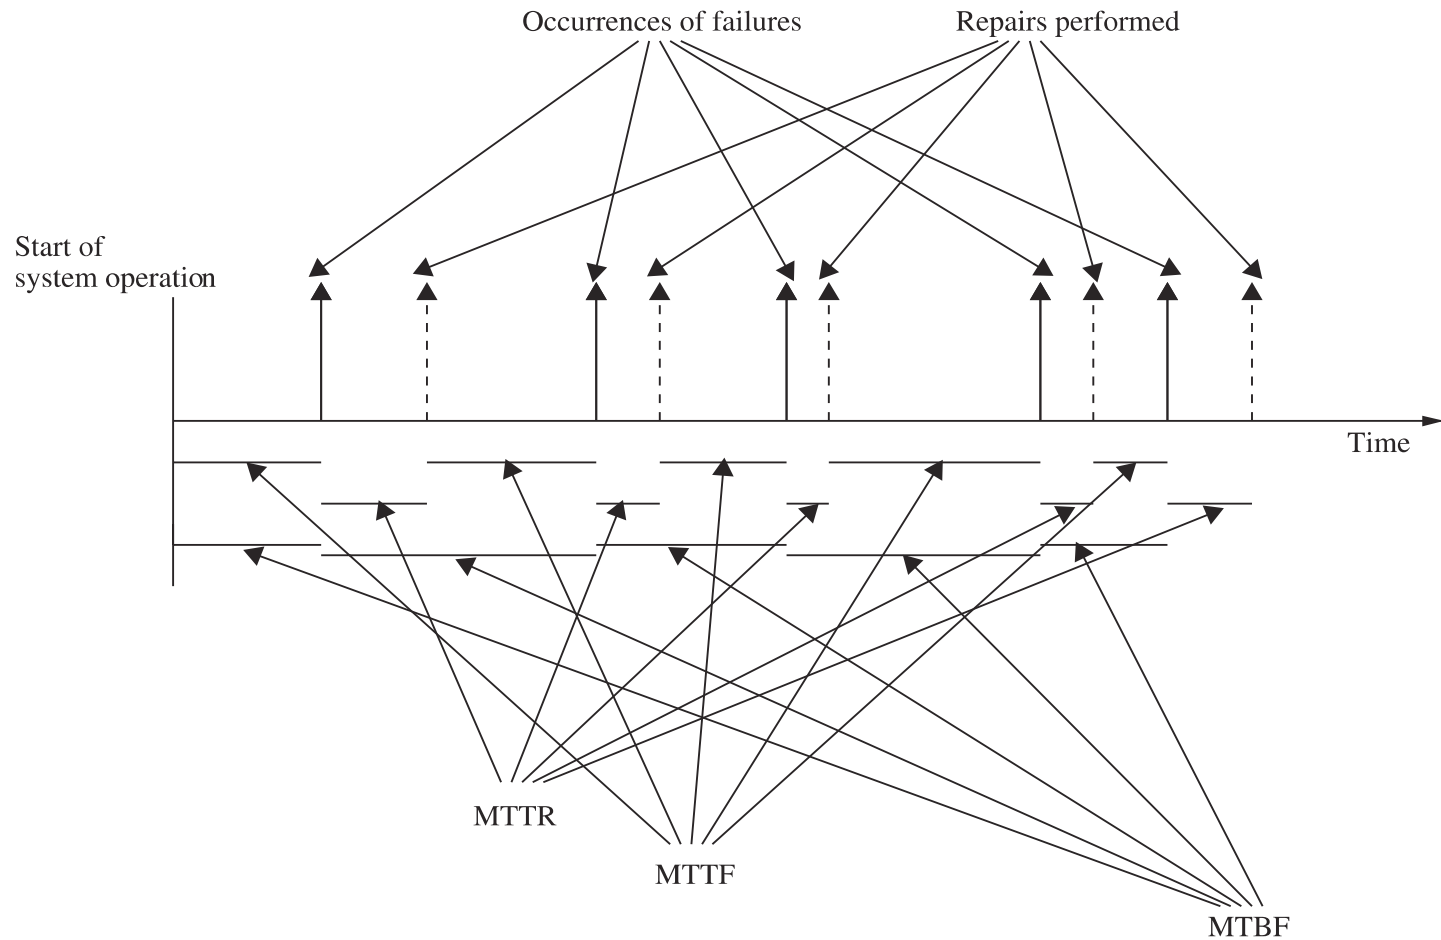 Occurrences of failures
Repairs performed
Start of
system operation
Time
MTTR
MTTF
MTBF